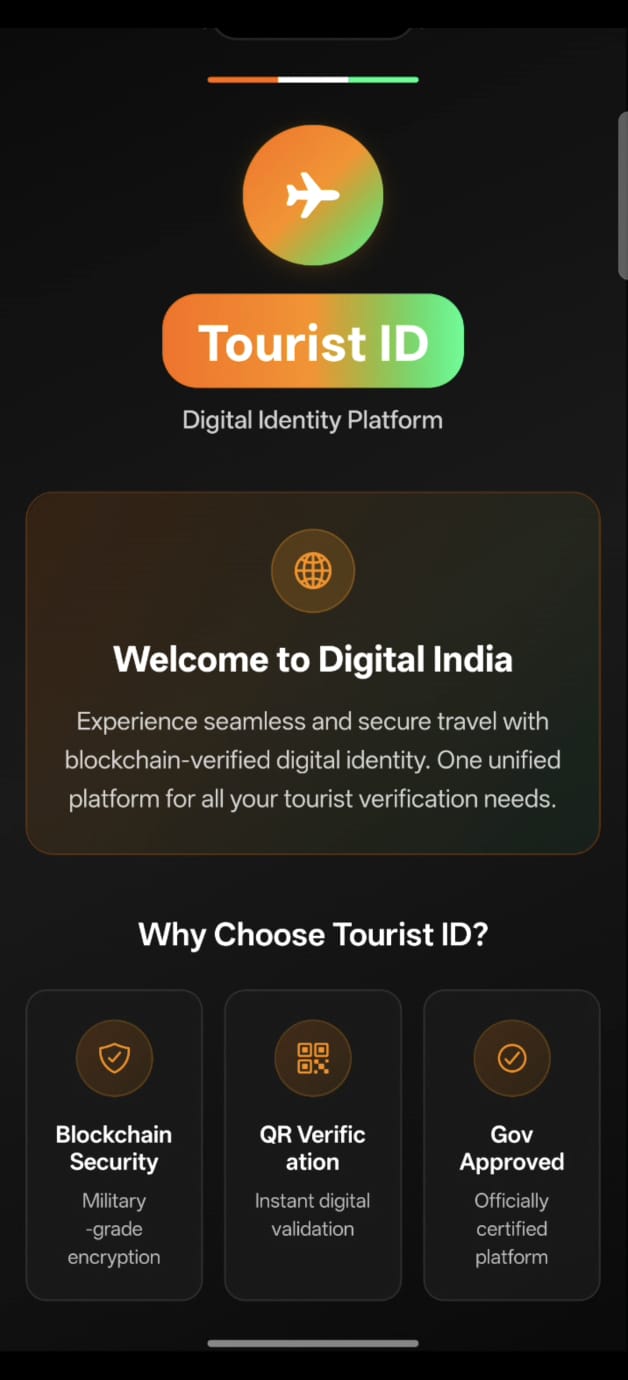 Tourist ID
Digital Identity Platform
Welcome to Digital India
Experience seamless and secure travel with
blockchain-verified digital identity. One unified
platform for all your tourist verification needs.
Why Choose Tourist ID?
Blockchain
Security
Military
-grade
encryption
QR Verific
ation
Instant digital
validation
Gov
Approved
Officially
certified
platform